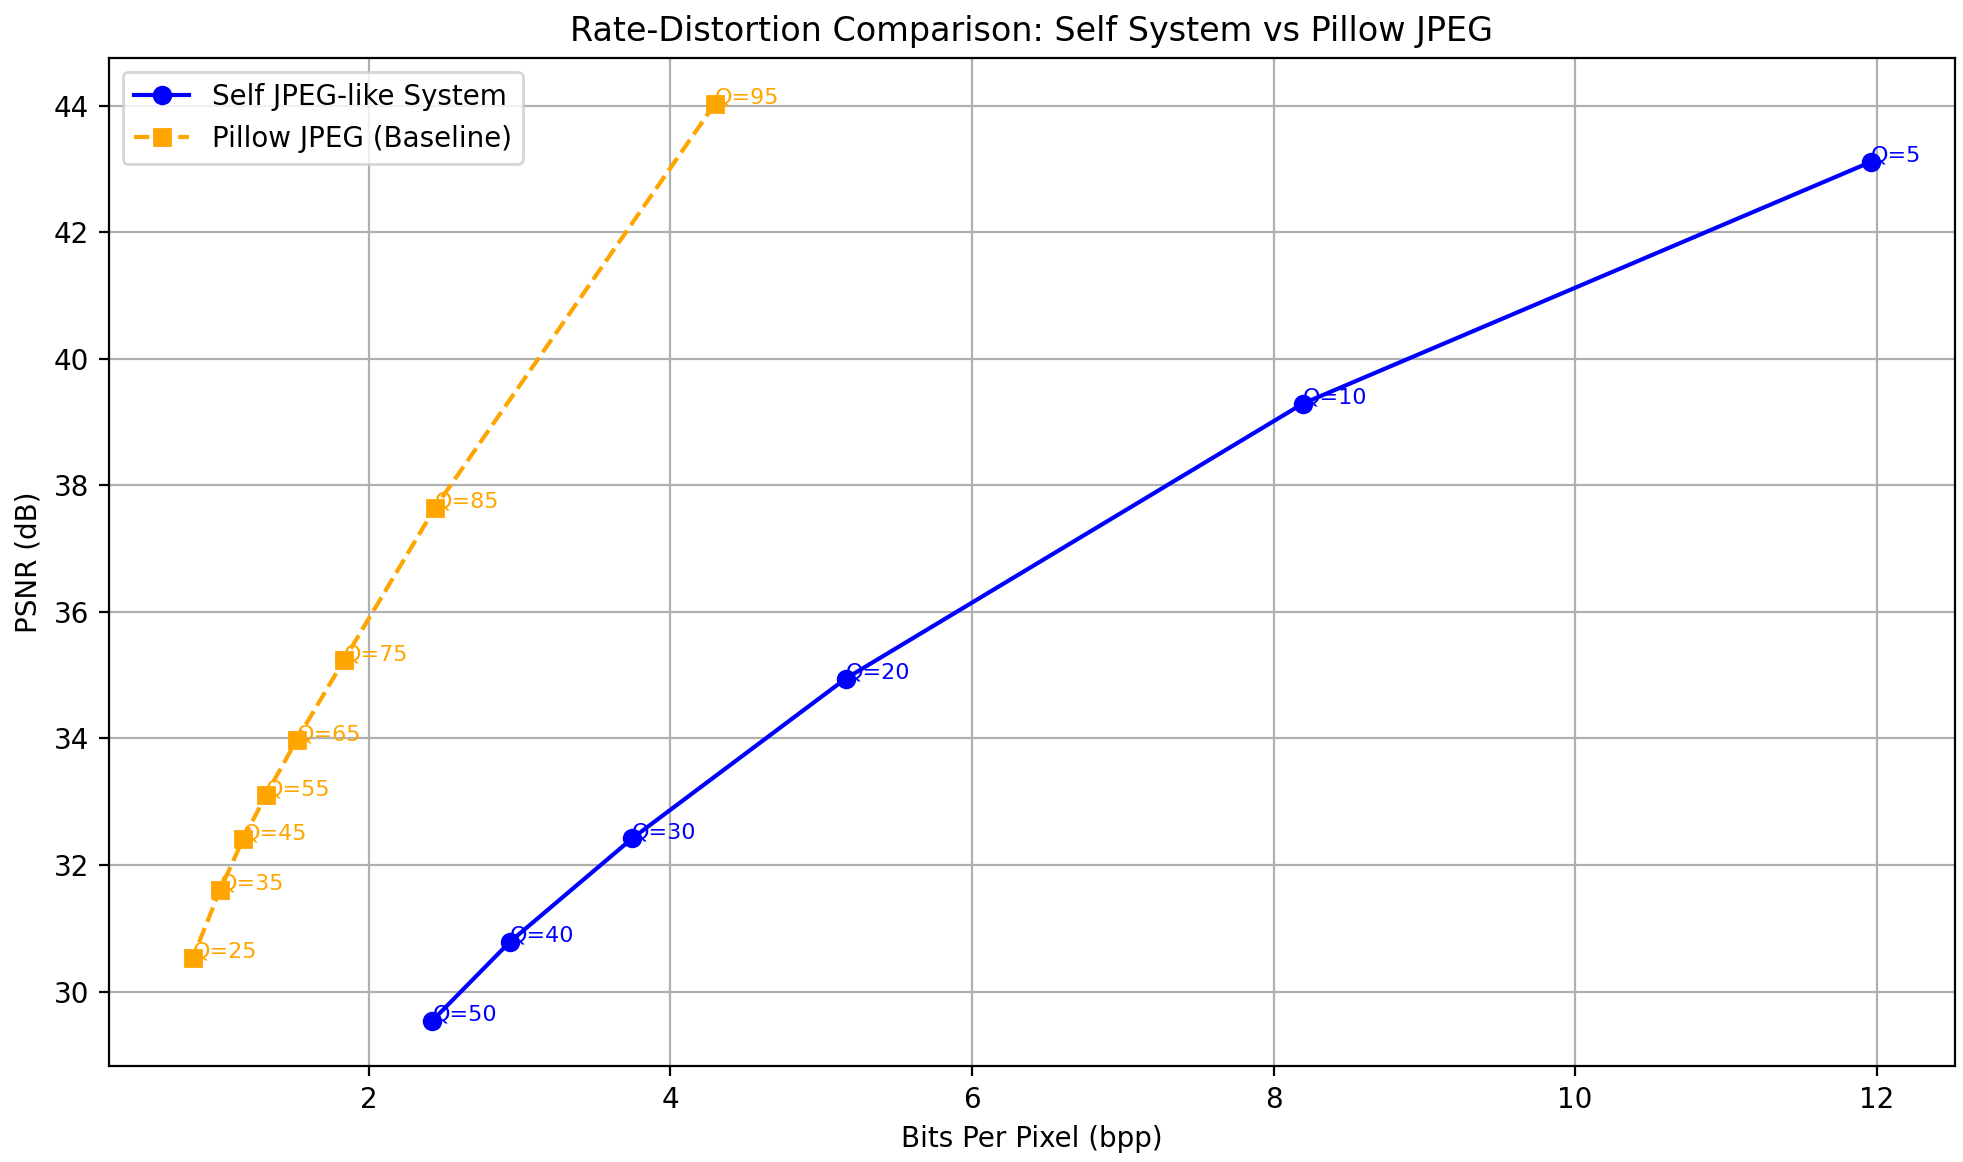 Rate-Distortion Comparison: Self System vs Pillow JPEG
Self JPEG-like System
Pillow JPEG (Baseline)
Q=95
Q=85
Q=75
Q=65
Q=55
Q=45
Q=35
Q=25
Q=5
Q=10
Q=20
Q=30
Q=40
Q=50
PSNR (dB)
44
42
40
38
36
34
32
30
2 4 6 8 10 12
Bits Per Pixel (bpp)